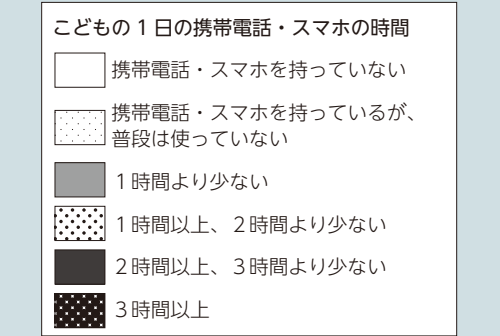 こどもの1日の携帯電話・スマホの時間
携帯電話・スマホを持っていない
携帯電話・スマホを持っているが、
普段は使っていない
1時間より少ない
1時間以上、2時間より少ない
2時間以上、3時間より少ない
3時間以上